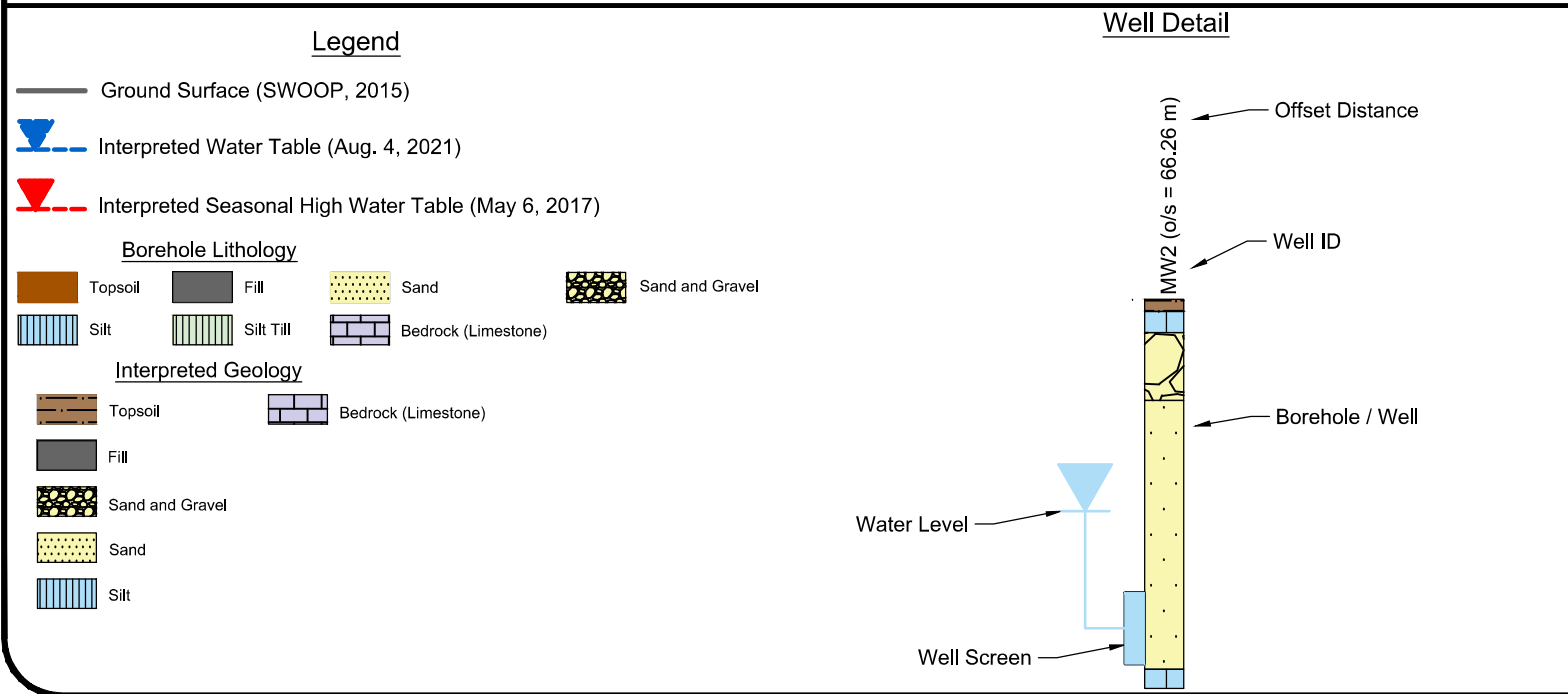 Legend
Ground Surface (SWOOP, 2015)
Interpreted Water Table (Aug. 4, 2021)
Interpreted Seasonal High Water Table (May 6, 2017)
Borehole Lithology
Topsoil Fill Sand Sand and Gravel
Silt Silt Till Bedrock (Limestone)
Interpreted Geology
Topsoil Bedrock (Limestone)
Fill
Sand and Gravel
Sand
Silt
Well Detail
MW2 (o/s = 66.26 m)
Offset Distance
Well ID
Borehole / Well
Water Level
Well Screen